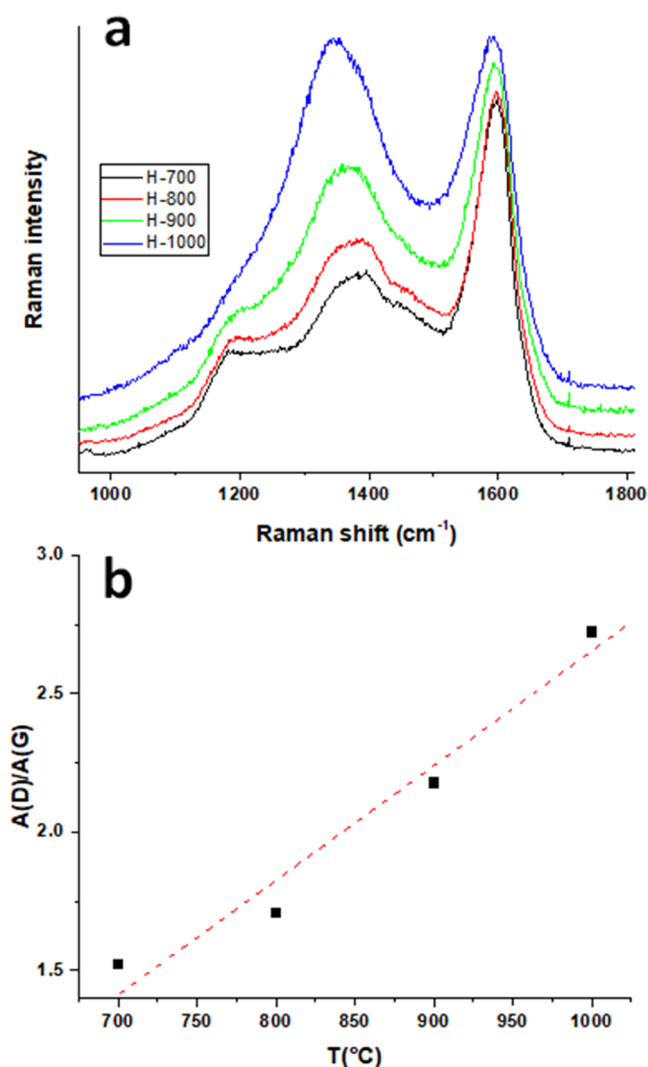 a
H-700
H-800
H-900
H-1000
Raman intensity
1000 1200 1400 1600 1800
Raman shift (cm⁻¹)
b
3.0
2.5
2.0
1.5
A(D)/A(G)
700 750 800 850 900 950 1000
T(°C)